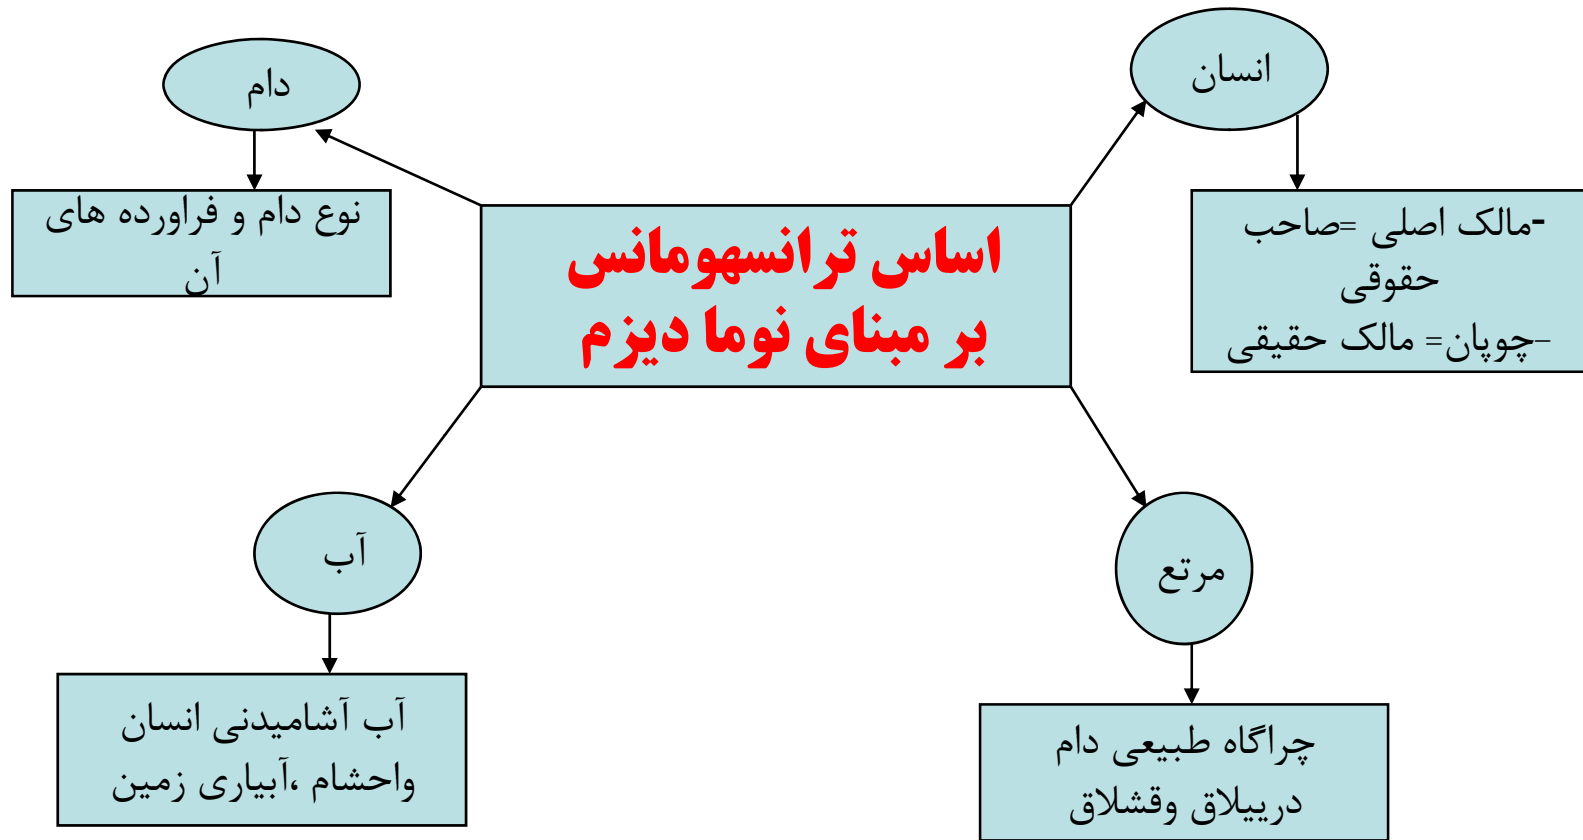 انسان
دام
-مالک اصلی =صاحب
حقوقی
-چوپان= مالک حقیقی
نوع دام و فراورده های
آن
اساس ترانسهومانس
بر مبنای نوما دیزم
مرتع
آب
چراگاه طبیعی دام
درییلاق وقشلاق
آب آشامیدنی انسان
واحشام ،آبیاری زمین